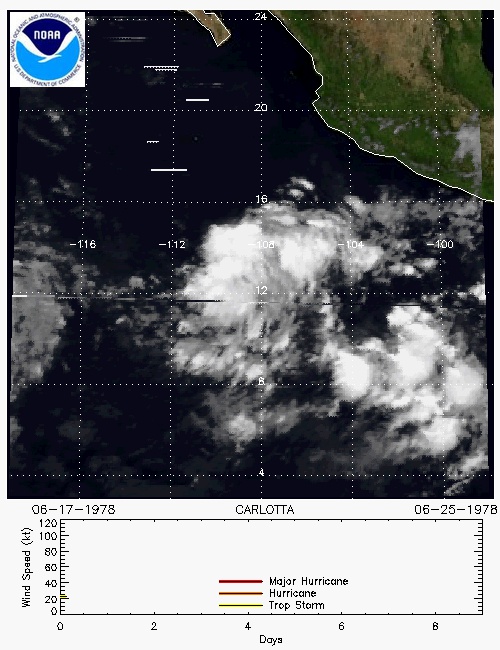 NATIONAL OCEANIC AND ATMOSPHERIC ADMINISTRATION
NOAA
U.S. DEPARTMENT OF COMMERCE
24
20
16
-116 -112 -108 -104 -100
12
8
4
06-17-1978 CARLOTTA 06-25-1978
120
100
80
60
40
20
0
Wind Speed (kt)
Major Hurricane
Hurricane
Trop Storm
0 2 4 6 8
Days